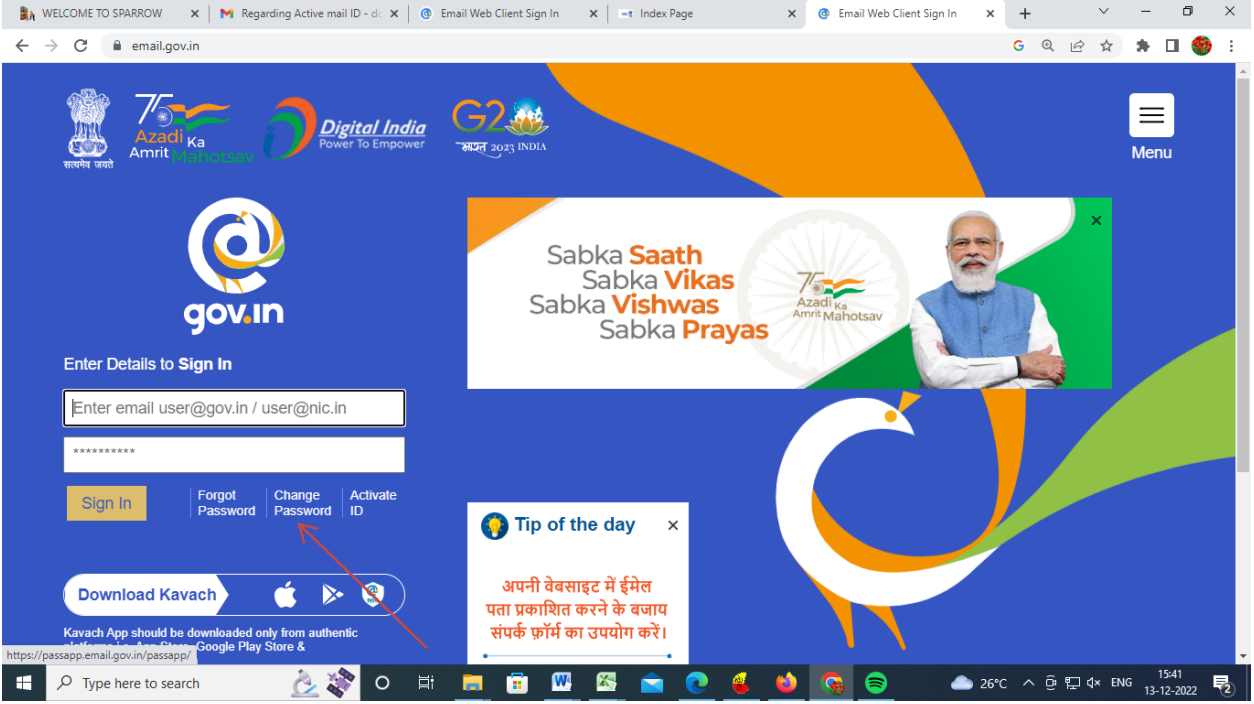 WELCOME TO SPARROW
Regarding Active mail ID - do
Email Web Client Sign In
Index Page
Email Web Client Sign In
email.gov.in
सत्यमेव जयते
75
Azadi Ka
Amrit Mahotsav
Digital India
Power To Empower
G2
भारत 2023 INDIA
Menu
@
gov.in
Sabka Saath
Sabka Vikas
Sabka Vishwas
Sabka Prayas
75
Azadi Ka
Amrit Mahotsav
Enter Details to Sign In
Enter email user@gov.in / user@nic.in
**********
Sign In
Forgot
Password
Change
Password
Activate
ID
Tip of the day
अपनी वेबसाइट में ईमेल
पता प्रकाशित करने के बजाय
संपर्क फ़ॉर्म का उपयोग करें।
Download Kavach
Kavach App should be downloaded only from authentic
Google Play Store &
https://passapp.email.gov.in/passapp/
Type here to search
26°C
ENG
15:41
13-12-2022
2